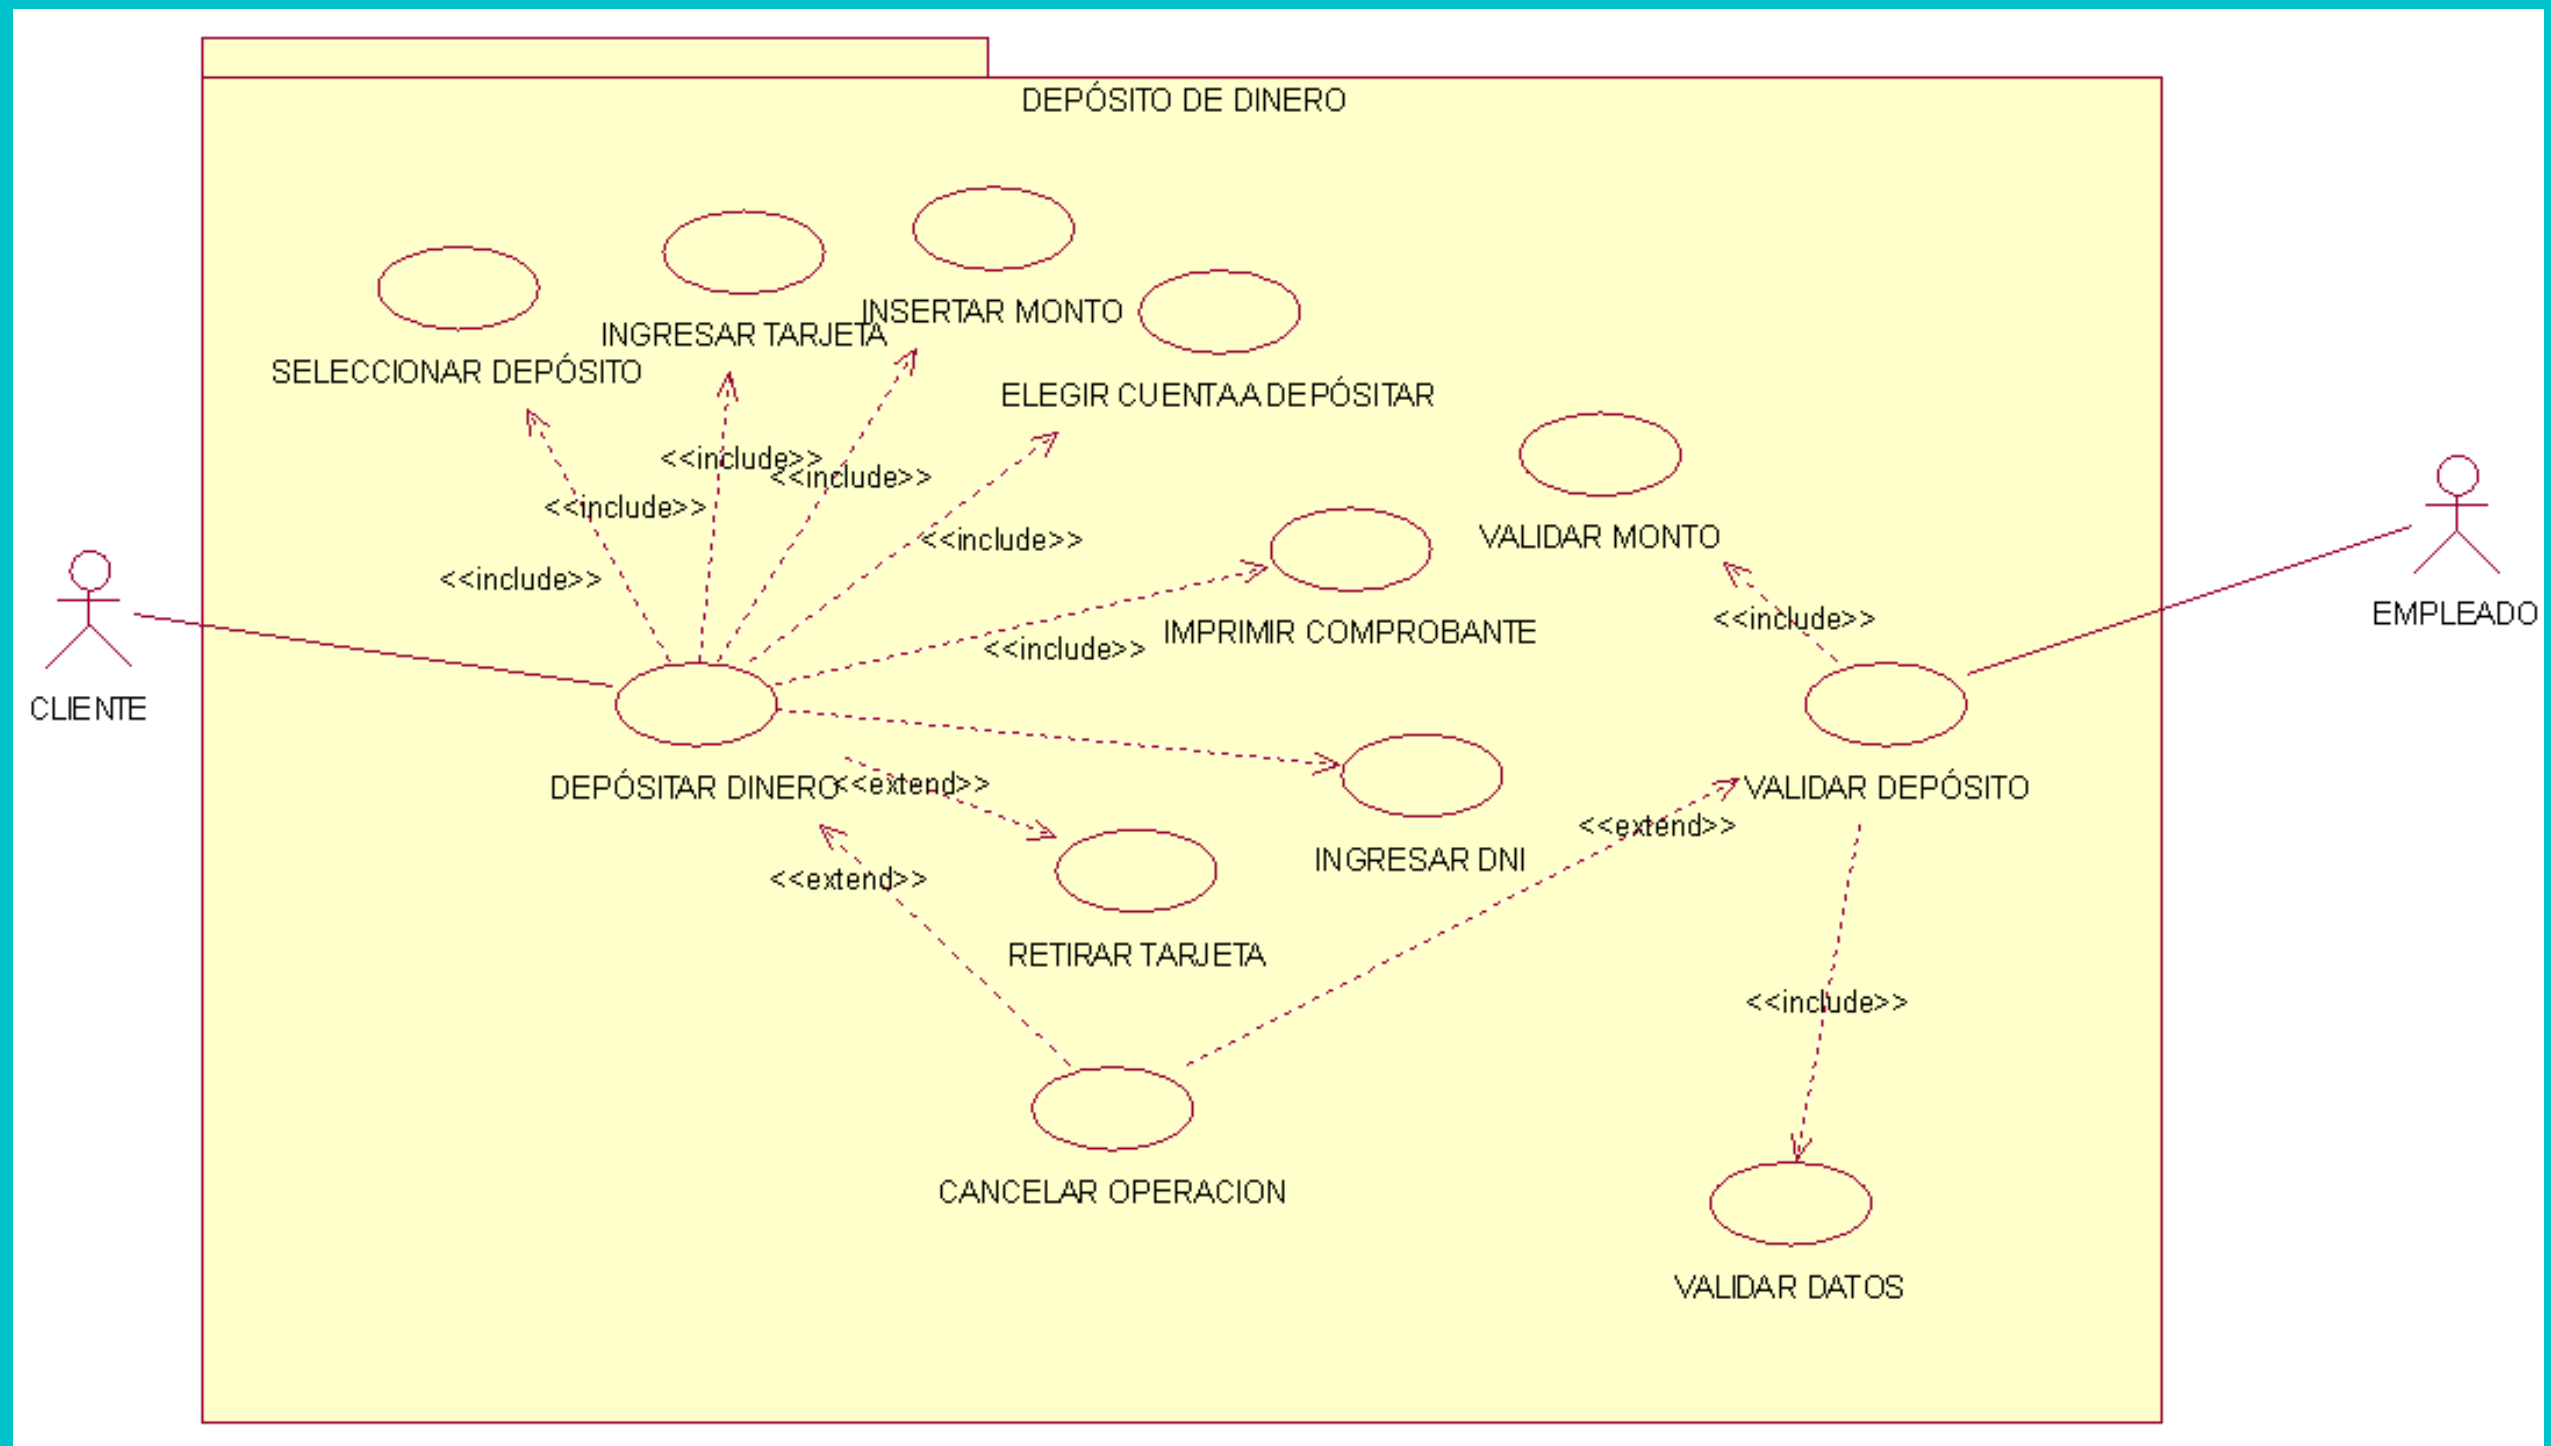 DEPÓSITO DE DINERO
INSERTAR MONTO
INGRESAR TARJETA
SELECCIONAR DEPÓSITO
ELEGIR CUENTA A DEPÓSITAR
<<include>>
<<include>>
<<include>>
<<include>>
VALIDAR MONTO
<<include>>
EMPLEADO
<<include>>
IMPRIMIR COMPROBANTE
<<include>>
CLIENTE
DEPÓSITAR DINERO
<<extend>>
VALIDAR DEPÓSITO
<<extend>>
INGRESAR DNI
<<extend>>
RETIRAR TARJETA
<<include>>
CANCELAR OPERACION
VALIDAR DATOS